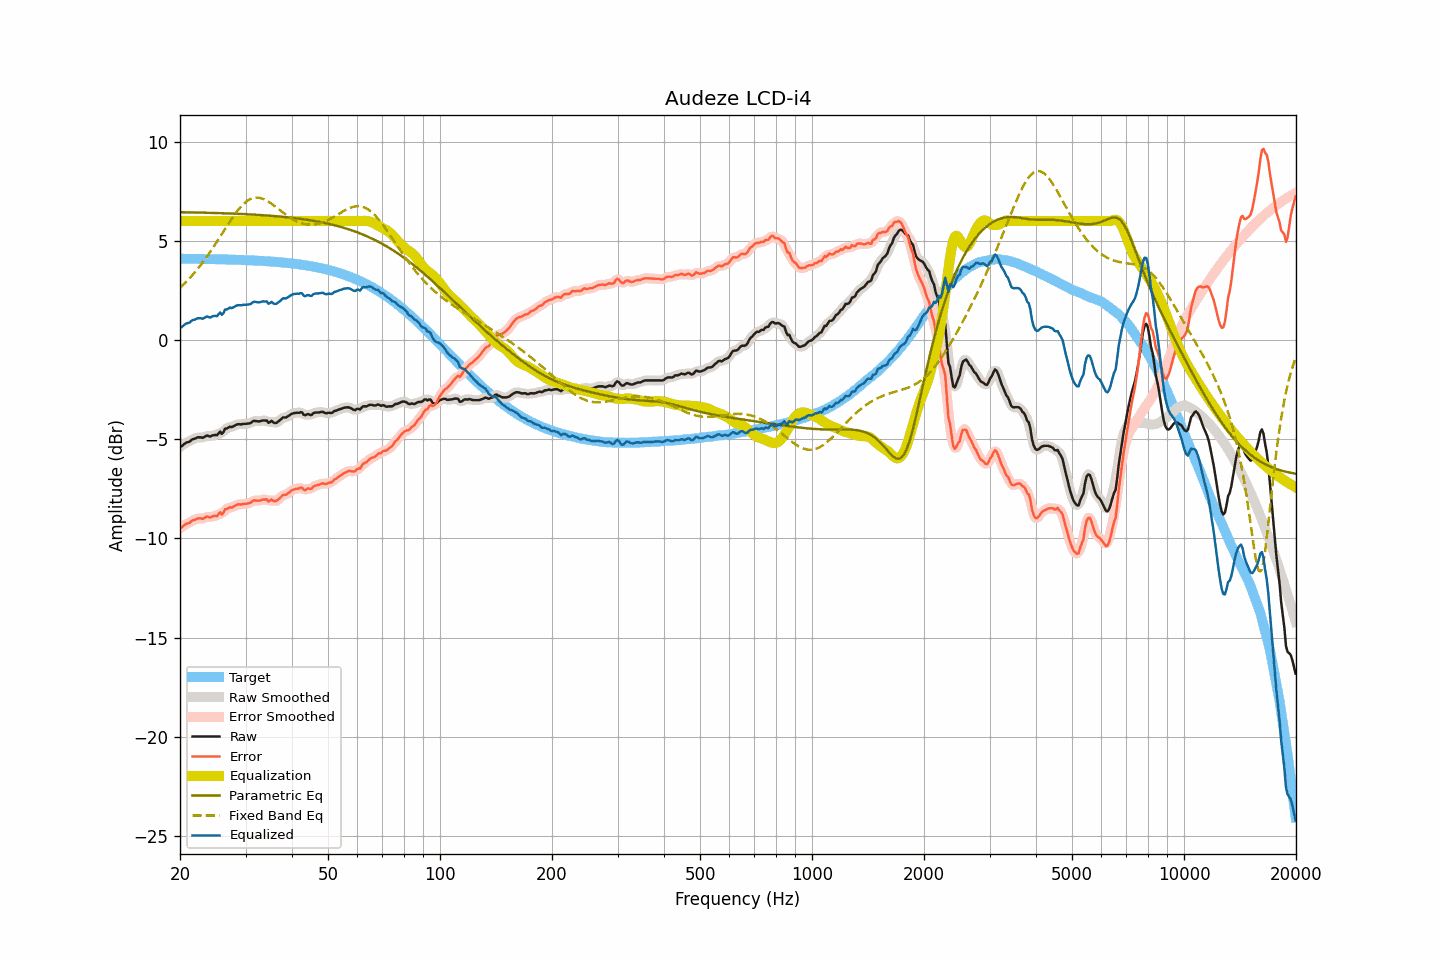 Audeze LCD-i4
10
5
0
−5
−10
−15
−20
−25
Amplitude (dBr)
Target
Raw Smoothed
Error Smoothed
Raw
Error
Equalization
Parametric Eq
Fixed Band Eq
Equalized
20 50 100 200 500 1000 2000 5000 10000 20000
Frequency (Hz)